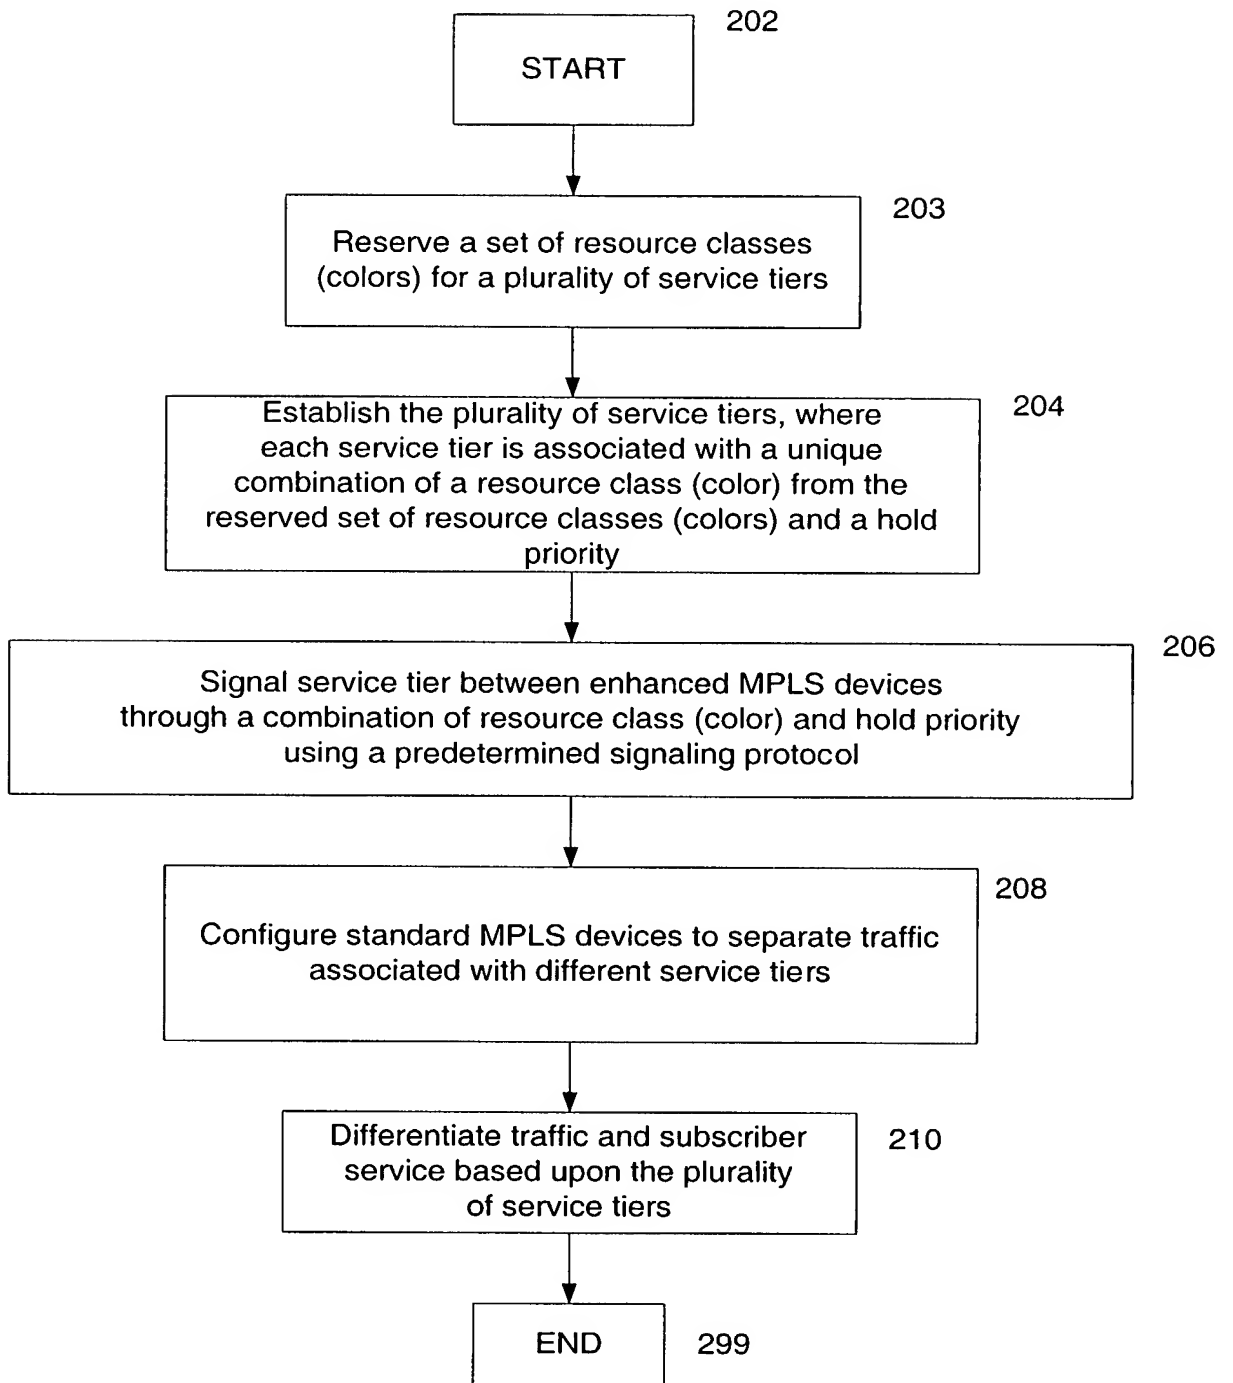 202
START
203
Reserve a set of resource classes
(colors) for a plurality of service tiers
204
Establish the plurality of service tiers, where
each service tier is associated with a unique
combination of a resource class (color) from the
reserved set of resource classes (colors) and a hold
priority
206
Signal service tier between enhanced MPLS devices
through a combination of resource class (color) and hold priority
using a predetermined signaling protocol
208
Configure standard MPLS devices to separate traffic
associated with different service tiers
210
Differentiate traffic and subscriber
service based upon the plurality
of service tiers
END
299